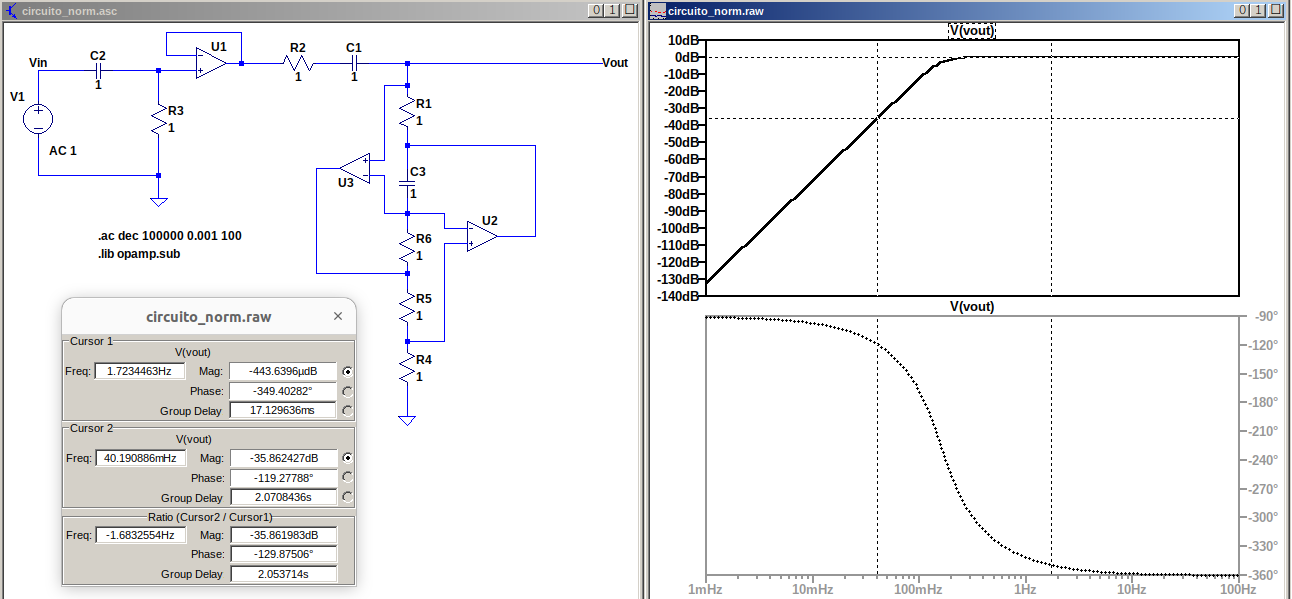 circuito_norm.asc
0 1
Vin
C2
1
U1
R2
1
C1
1
Vout
V1
R3
1
AC 1
R1
1
U3
C3
1
U2
R6
1
R5
1
R4
1
.ac dec 100000 0.001 100
.lib opamp.sub
circuito_norm.raw
Cursor 1
V(vout)
Freq: 1.7234463Hz Mag: -443.6396µdB
Phase: -349.40282°
Group Delay 17.129636ms
Cursor 2
V(vout)
Freq: 40.190886mHz Mag: -35.862427dB
Phase: -119.27788°
Group Delay 2.0708436s
Ratio (Cursor2 / Cursor1)
Freq: -1.6832554Hz Mag: -35.861983dB
Phase: -129.87506°
Group Delay 2.053714s
circuito_norm.raw
0 1
V(vout)
10dB
0dB
-10dB
-20dB
-30dB
-40dB
-50dB
-60dB
-70dB
-80dB
-90dB
-100dB
-110dB
-120dB
-130dB
-140dB
V(vout)
-90°
-120°
-150°
-180°
-210°
-240°
-270°
-300°
-330°
-360°
1mHz 10mHz 100mHz 1Hz 10Hz 100Hz